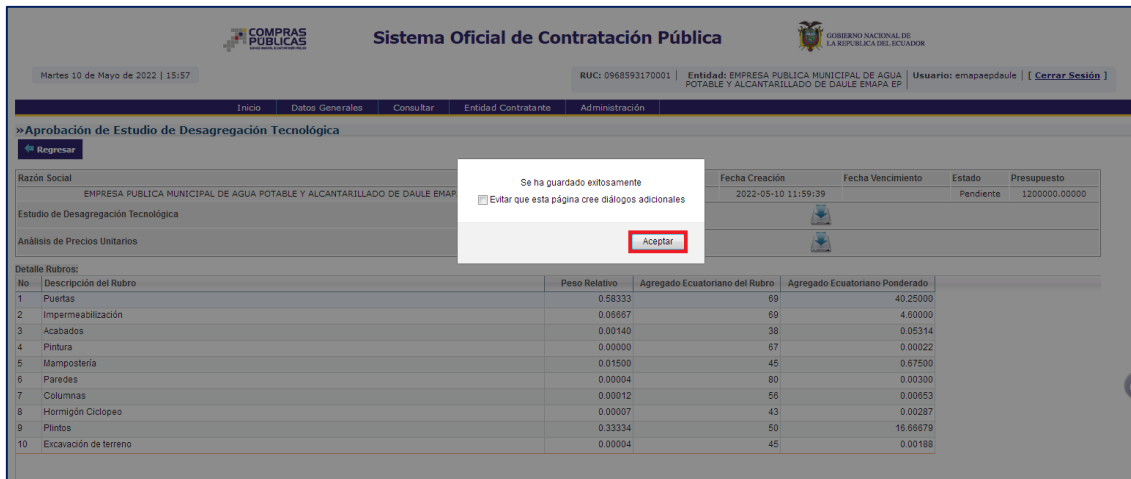 COMPRAS
PÚBLICAS
Sistema Oficial de Contratación Pública
GOBIERNO NACIONAL DE
LA REPUBLICA DEL ECUADOR
Martes 10 de Mayo de 2022 | 15:57
RUC: 0968593170001 | Entidad: EMPRESA PUBLICA MUNICIPAL DE AGUA POTABLE Y ALCANTARILLADO DE DAULE EMAPA EP | Usuario: emapaepdaule | [ Cerrar Sesión ]
Inicio Datos Generales Consultar Entidad Contratante Administración
»Aprobación de Estudio de Desagregación Tecnológica
Regresar
Se ha guardado exitosamente
Evitar que esta página cree diálogos adicionales
Aceptar
Razón Social Fecha Creación Fecha Vencimiento Estado Presupuesto
EMPRESA PUBLICA MUNICIPAL DE AGUA POTABLE Y ALCANTARILLADO DE DAULE EMAP 2022-05-10 11:59:39 Pendiente 1200000.00000
Estudio de Desagregación Tecnológica
Análisis de Precios Unitarios
Detalle Rubros:
No Descripción del Rubro Peso Relativo Agregado Ecuatoriano del Rubro Agregado Ecuatoriano Ponderado
1 Puertas 0.58333 69 40.25000
2 Impermeabilización 0.06667 69 4.60000
3 Acabados 0.00140 38 0.05314
4 Pintura 0.00000 67 0.00022
5 Mampostería 0.01500 45 0.67500
6 Paredes 0.00004 80 0.00300
7 Columnas 0.00012 56 0.00653
8 Hormigón Ciclopeo 0.00007 43 0.00287
9 Plintos 0.33334 50 16.66679
10 Excavación de terreno 0.00004 45 0.00188